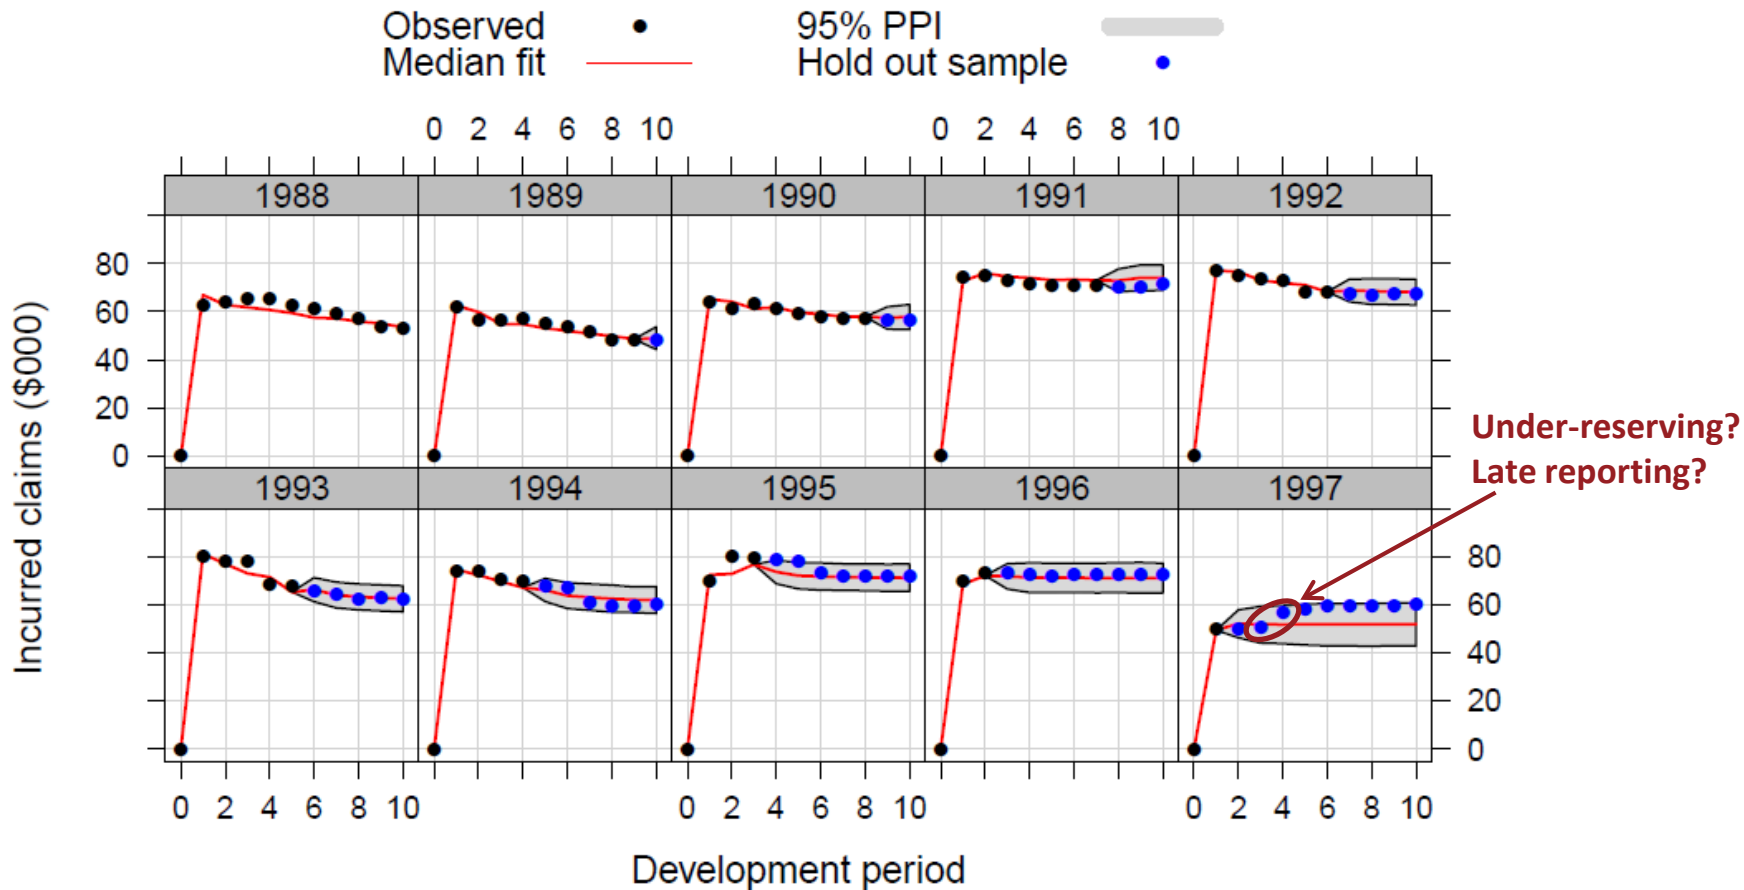 Observed 95% PPI
Median fit Hold out sample
0 2 4 6 8 10 0 2 4 6 8 10
1988 1989 1990 1991 1992
80
60
40
20
0
Incurred claims ($000)
Under-reserving?
Late reporting?
1993 1994 1995 1996 1997
80
60
40
20
0
0 2 4 6 8 10 0 2 4 6 8 10 0 2 4 6 8 10
Development period